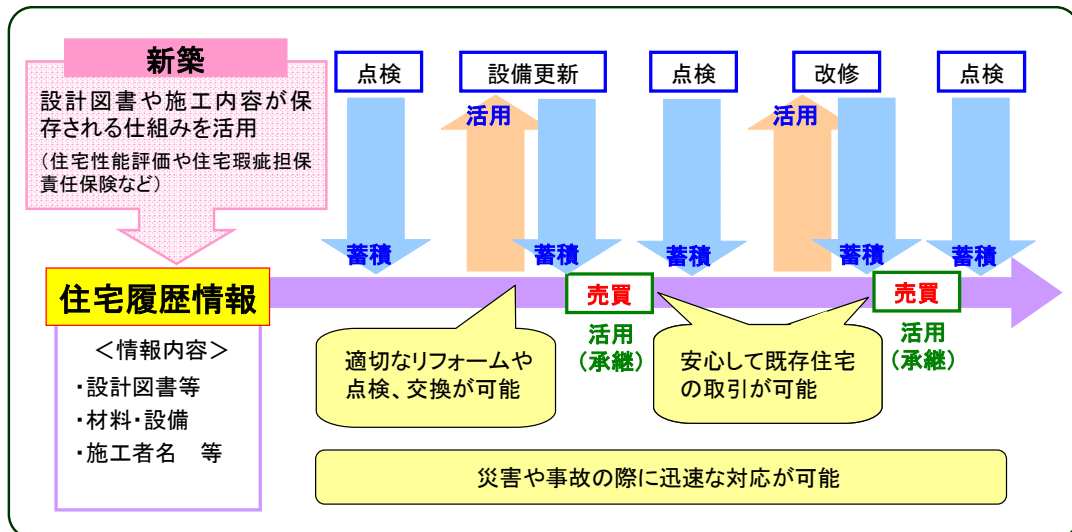 新築
設計図書や施工内容が保
存される仕組みを活用
（住宅性能評価や住宅瑕疵担保
責任保険など）
点検
設備更新
点検
改修
点検
活用
活用
蓄積
蓄積
蓄積
蓄積
蓄積
住宅履歴情報
＜情報内容＞
・設計図書等
・材料・設備
・施工者名　等
売買
活用
（承継）
売買
活用
（承継）
適切なリフォームや
点検、交換が可能
安心して既存住宅
の取引が可能
災害や事故の際に迅速な対応が可能